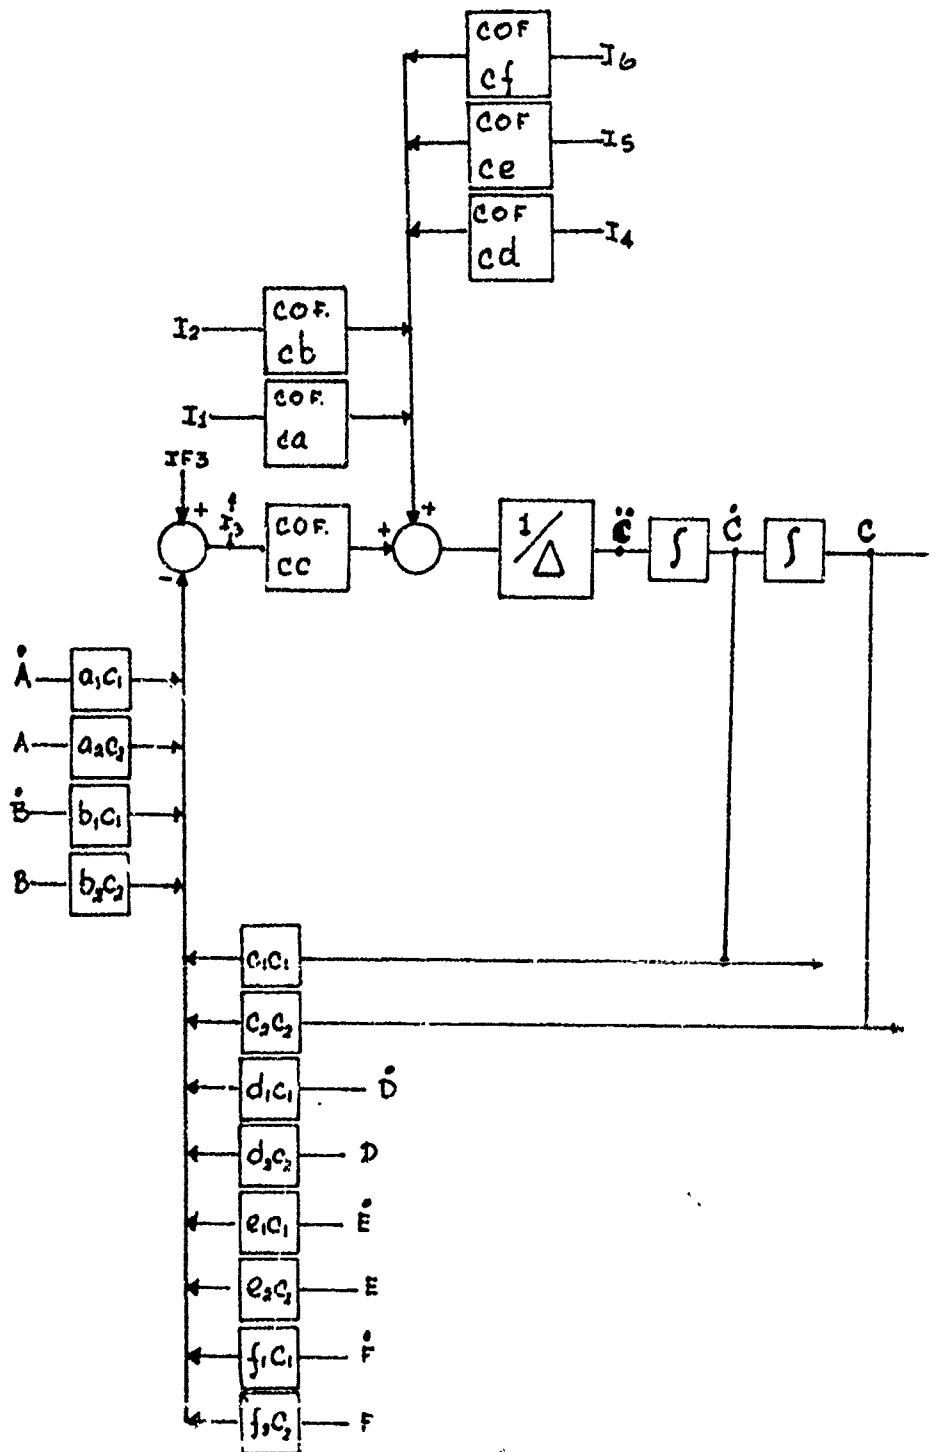 COF
cf
I6
COF
ce
I5
COF
cd
I4
I2
COF.
cb
I1
COF.
ca
IF3
+
I3
COF.
cc
+
+
1/Δ
C̈
∫
Ċ
∫
C
-
Ȧ
a₁c₁
A
a₂c₂
Ḃ
b₁c₁
B
b₂c₂
c₁c₁
c₂c₂
d₁c₁
Ḋ
d₂c₂
D
e₁c₁
Ė
e₂c₂
E
f₁c₁
Ḟ
f₂c₂
F